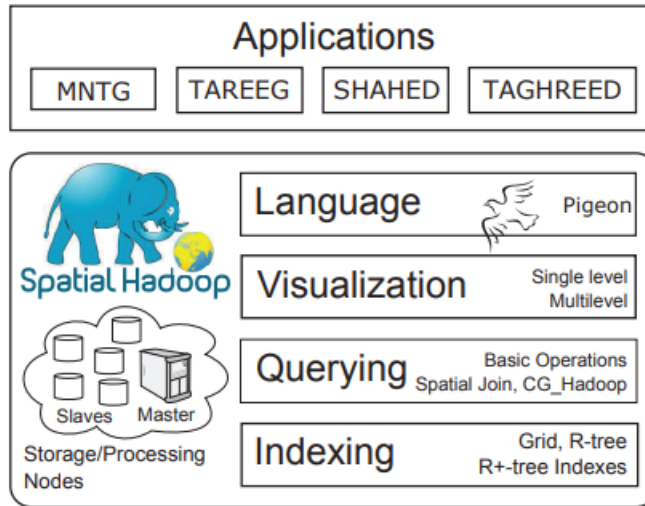 Applications
MNTG TAREEG SHAHED TAGHREED
Spatial Hadoop
Slaves Master
Storage/Processing
Nodes
Language Pigeon
Visualization Single level
Multilevel
Querying Basic Operations
Spatial Join, CG_Hadoop
Indexing Grid, R-tree
R+-tree Indexes